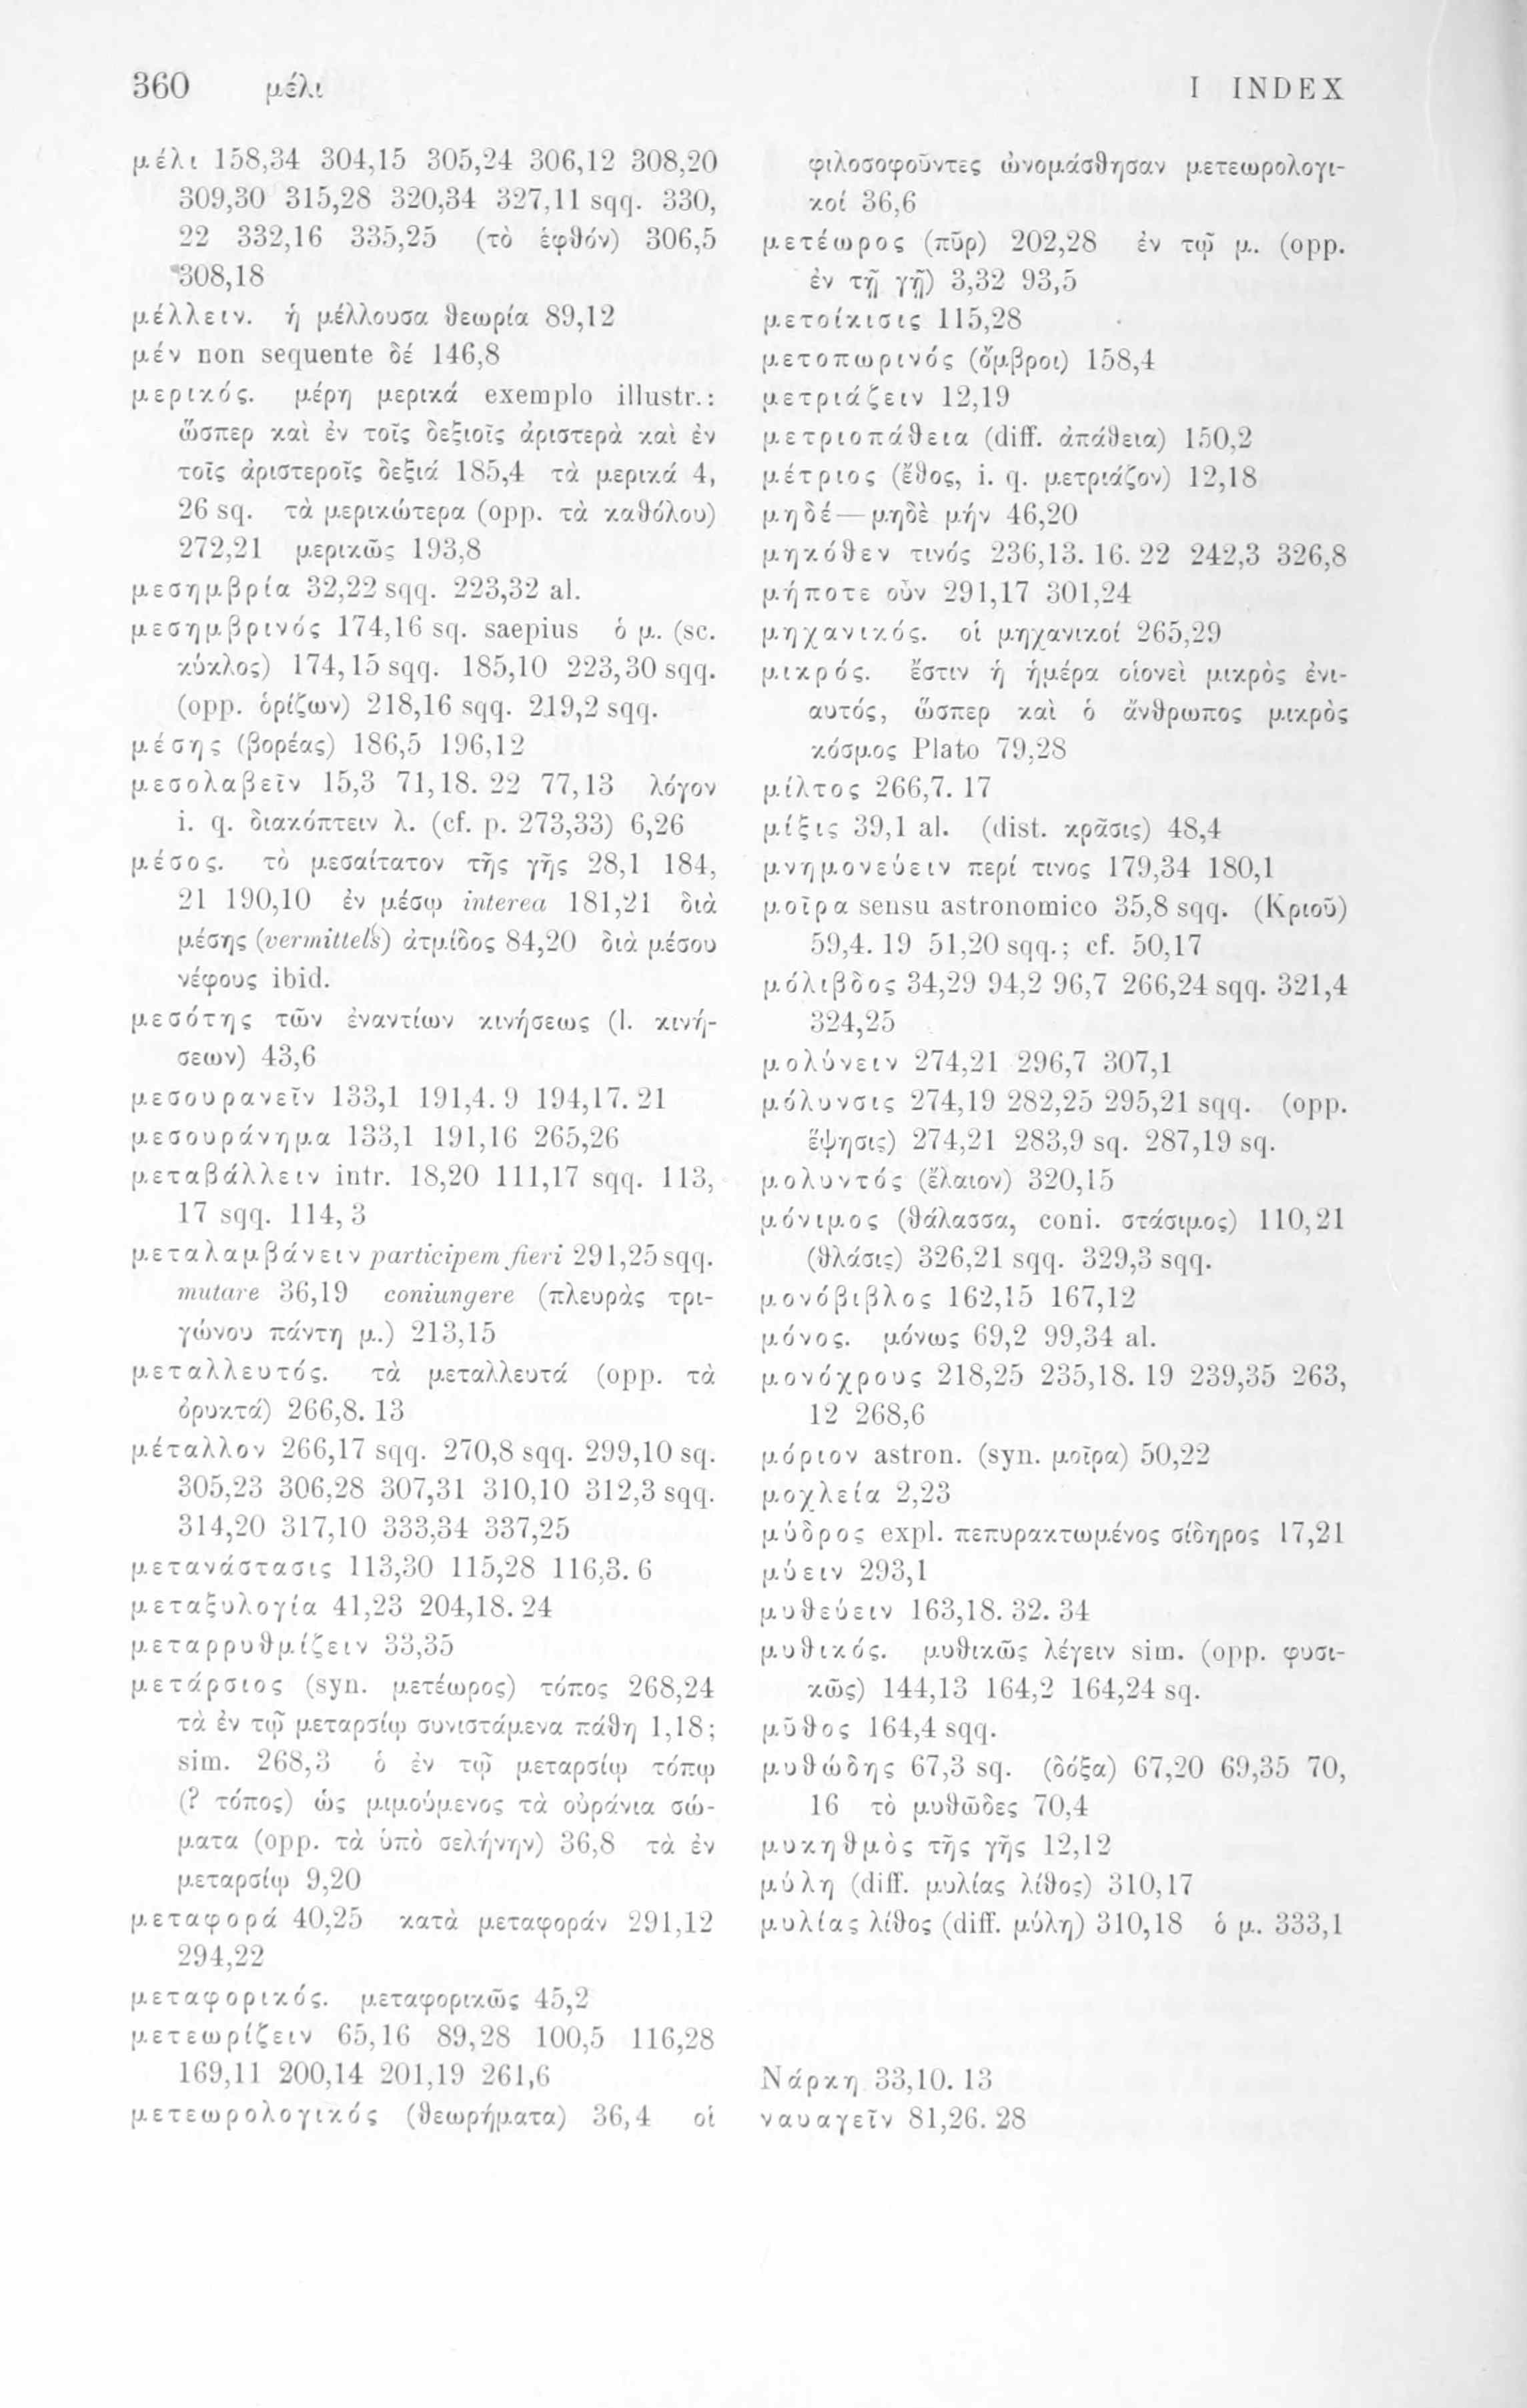 360 μέλι I INDEX
μέλι 158,34 304,15 305,24 306,12 308,20
309,30 315,28 320,34 327,11 sqq. 330,
22 332,16 335,25 (τὸ ἑφθόν) 306,5
308,18
μέλλειν. ἡ μέλλουσα θεωρία 89,12
μέν non sequente δέ 146,8
μερικός. μέρη μερικά exemplo illustr.:
ὥσπερ καὶ ἐν τοῖς δεξιοῖς ἀριστερὰ καὶ ἐν
τοῖς ἀριστεροῖς δεξιά 185,4 τὰ μερικά 4,
26 sq. τὰ μερικώτερα (opp. τὰ καθόλου)
272,21 μερικῶς 193,8
μεσημβρία 32,22 sqq. 223,32 al.
μεσημβρινός 174,16 sq. saepius ὁ μ. (sc.
κύκλος) 174,15 sqq. 185,10 223,30 sqq.
(opp. ὁρίζων) 218,16 sqq. 219,2 sqq.
μέσης (βορέας) 186,5 196,12
μεσολαβεῖν 15,3 71,18. 22 77,13 λόγον
i. q. διακόπτειν λ. (cf. p. 273,33) 6,26
μέσος. τὸ μεσαίτατον τῆς γῆς 28,1 184,
21 190,10 ἐν μέσῳ interea 181,21 διὰ
μέσης (vermittels) ἀτμίδος 84,20 διὰ μέσου
νέφους ibid.
μεσότης τῶν ἐναντίων κινήσεως (l. κινή-
σεων) 43,6
μεσουρανεῖν 133,1 191,4. 9 194,17. 21
μεσουράνημα 133,1 191,16 265,26
μεταβάλλειν intr. 18,20 111,17 sqq. 113,
17 sqq. 114, 3
μεταλαμβάνειν participem fieri 291,25 sqq.
mutare 36,19 coniungere (πλευρὰς τρι-
γώνου πάντη μ.) 213,15
μεταλλευτός. τὰ μεταλλευτά (opp. τὰ
ὀρυκτά) 266,8. 13
μέταλλον 266,17 sqq. 270,8 sqq. 299,10 sq.
305,23 306,28 307,31 310,10 312,3 sqq.
314,20 317,10 333,34 337,25
μετανάστασις 113,30 115,28 116,3. 6
μεταξυλογία 41,23 204,18. 24
μεταρρυθμίζειν 33,35
μετάρσιος (syn. μετέωρος) τόπος 268,24
τὰ ἐν τῷ μεταρσίῳ συνιστάμενα πάθη 1,18;
sim. 268,3 ὁ ἐν τῷ μεταρσίῳ τόπῳ
(? τόπος) ὡς μιμούμενος τὰ οὐράνια σώ-
ματα (opp. τὰ ὑπὸ σελήνην) 36,8 τὰ ἐν
μεταρσίῳ 9,20
μεταφορά 40,25 κατὰ μεταφοράν 291,12
294,22
μεταφορικός. μεταφορικῶς 45,2
μετεωρίζειν 65,16 89,28 100,5 116,28
169,11 200,14 201,19 261,6
μετεωρολογικός (θεωρήματα) 36,4 οἱ
φιλοσοφοῦντες ὠνομάσθησαν μετεωρολογι-
κοί 36,6
μετέωρος (πῦρ) 202,28 ἐν τῷ μ. (opp.
ἐν τῇ γῇ) 3,32 93,5
μετοίκισις 115,28
μετοπωρινός (ὄμβροι) 158,4
μετριάζειν 12,19
μετριοπάθεια (diff. ἀπάθεια) 150,2
μέτριος (ἔθος, i. q. μετριάζον) 12,18
μηδέ — μηδὲ μήν 46,20
μηκόθεν τινός 236,13. 16. 22 242,3 326,8
μήποτε οὖν 291,17 301,24
μηχανικός. οἱ μηχανικοί 265,29
μικρός. ἔστιν ἡ ἡμέρα οἱονεὶ μικρὸς ἐνι-
αυτός, ὥσπερ καὶ ὁ ἄνθρωπος μικρὸς
κόσμος Plato 79,28
μίλτος 266,7. 17
μίξις 39,1 al. (dist. κρᾶσις) 48,4
μνημονεύειν περί τινος 179,34 180,1
μοῖρα sensu astronomico 35,8 sqq. (Κριοῦ)
59,4. 19 51,20 sqq.; cf. 50,17
μόλιβδος 34,29 94,2 96,7 266,24 sqq. 321,4
324,25
μολύνειν 274,21 296,7 307,1
μόλυνσις 274,19 282,25 295,21 sqq. (opp.
ἕψησις) 274,21 283,9 sq. 287,19 sq.
μολυντός (ἔλαιον) 320,15
μόνιμος (θάλασσα, coni. στάσιμος) 110,21
(θλάσις) 326,21 sqq. 329,3 sqq.
μονόβιβλος 162,15 167,12
μόνος. μόνως 69,2 99,34 al.
μονόχρους 218,25 235,18. 19 239,35 263,
12 268,6
μόριον astron. (syn. μοῖρα) 50,22
μοχλεία 2,23
μύδρος expl. πεπυρακτωμένος σίδηρος 17,21
μύειν 293,1
μυθεύειν 163,18. 32. 34
μυθικός. μυθικῶς λέγειν sim. (opp. φυσι-
κῶς) 144,13 164,2 164,24 sq.
μῦθος 164,4 sqq.
μυθώδης 67,3 sq. (δόξα) 67,20 69,35 70,
16 τὸ μυθῶδες 70,4
μυκηθμὸς τῆς γῆς 12,12
μύλη (diff. μυλίας λίθος) 310,17
μυλίας λίθος (diff. μύλη) 310,18 ὁ μ. 333,1
Νάρκη 33,10. 13
ναυαγεῖν 81,26. 28